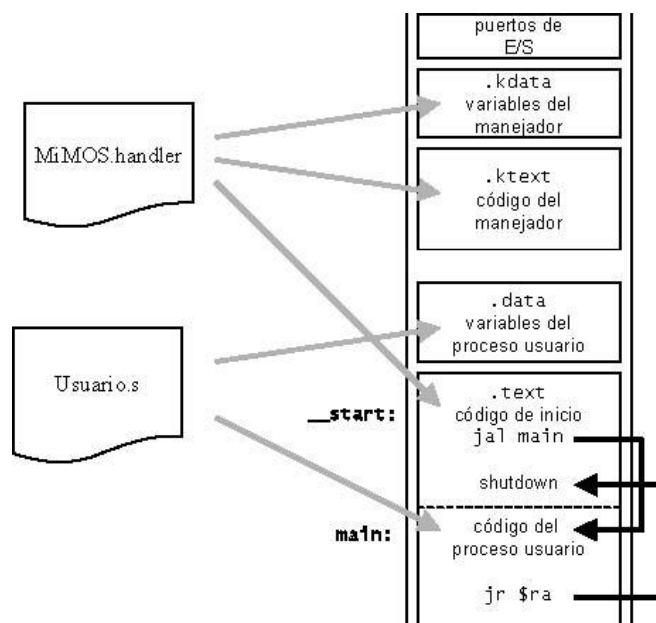 puertos de
E/S
.kdata
variables del
manejador
MiMOS.handler
.ktext
código del
manejador
.data
variables del
proceso usuario
Usuario.s
.text
__start:
código de inicio
jal main
shutdown
main:
código del
proceso usuario
jr $ra